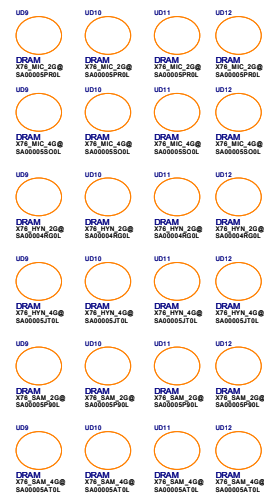 UD9 UD10 UD11 UD12
DRAM DRAM DRAM DRAM
X76_MIC_2G@ X76_MIC_2G@ X76_MIC_2G@ X76_MIC_2G@
SA00005PR0L SA00005PR0L SA00005PR0L SA00005PR0L
UD9 UD10 UD11 UD12
DRAM DRAM DRAM DRAM
X76_MIC_4G@ X76_MIC_4G@ X76_MIC_4G@ X76_MIC_4G@
SA00005SO0L SA00005SO0L SA00005SO0L SA00005SO0L
UD9 UD10 UD11 UD12
DRAM DRAM DRAM DRAM
X76_HYN_2G@ X76_HYN_2G@ X76_HYN_2G@ X76_HYN_2G@
SA00004RG0L SA00004RG0L SA00004RG0L SA00004RG0L
UD9 UD10 UD11 UD12
DRAM DRAM DRAM DRAM
X76_HYN_4G@ X76_HYN_4G@ X76_HYN_4G@ X76_HYN_4G@
SA00005JT0L SA00005JT0L SA00005JT0L SA00005JT0L
UD9 UD10 UD11 UD12
DRAM DRAM DRAM DRAM
X76_SAM_2G@ X76_SAM_2G@ X76_SAM_2G@ X76_SAM_2G@
SA00005P90L SA00005P90L SA00005P90L SA00005P90L
UD9 UD10 UD11 UD12
DRAM DRAM DRAM DRAM
X76_SAM_4G@ X76_SAM_4G@ X76_SAM_4G@ X76_SAM_4G@
SA00005AT0L SA00005AT0L SA00005AT0L SA00005AT0L